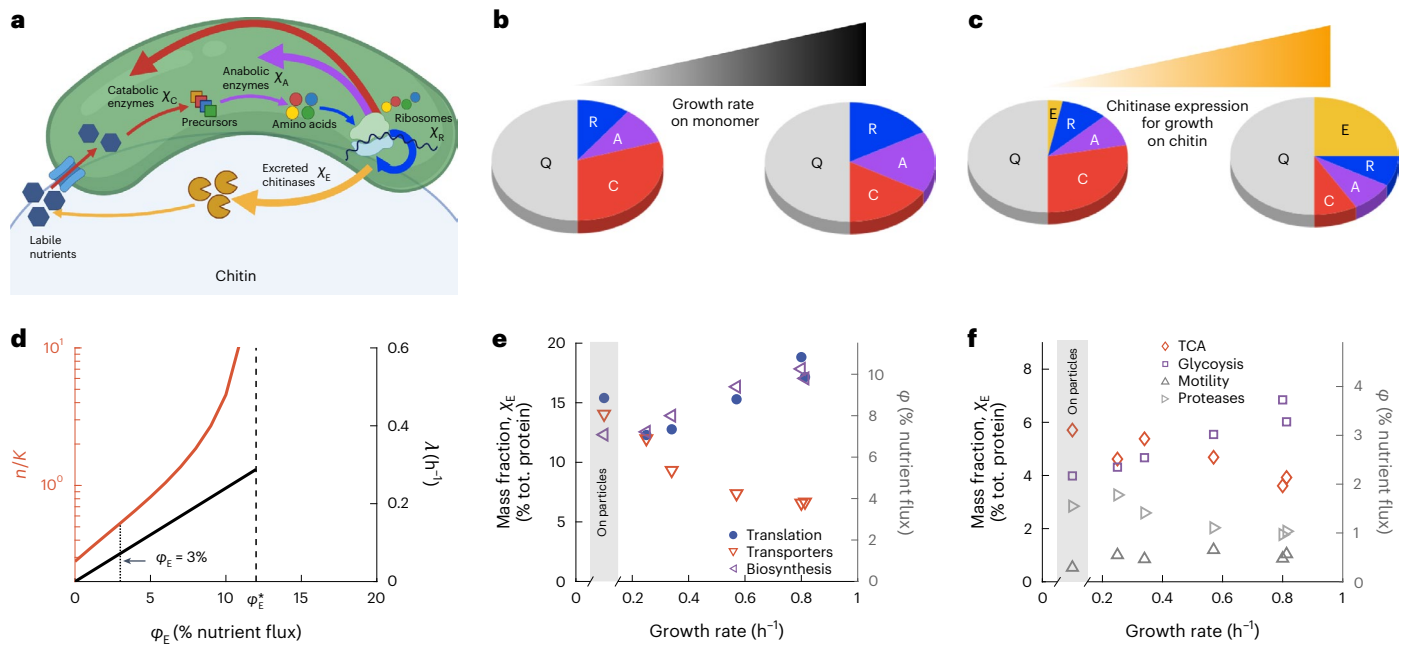 a
Catabolic
enzymes χC
Anabolic
enzymes χA
Precursors
Amino acids
Ribosomes
χR
Excreted
chitinases χE
Labile
nutrients
Chitin
b
Growth rate
on monomer
Q
R
A
C
Q
R
A
C
c
Chitinase expression
for growth
on chitin
Q
E
R
A
C
Q
E
R
A
C
d
10¹
10⁰
n/K
0.6
0.4
0.2
0
λ (h⁻¹)
φE = 3%
0
5
10
φE*
15
20
φE (% nutrient flux)
e
20
15
10
5
0
Mass fraction, χE
(% tot. protein)
On particles
Translation
Transporters
Biosynthesis
10
8
6
4
2
0
φ (% nutrient flux)
0
0.2
0.4
0.6
0.8
1
Growth rate (h⁻¹)
f
8
6
4
2
0
Mass fraction, χE
(% tot. protein)
On particles
TCA
Glycoysis
Motility
Proteases
4
3
2
1
0
φ (% nutrient flux)
0
0.2
0.4
0.6
0.8
1
Growth rate (h⁻¹)